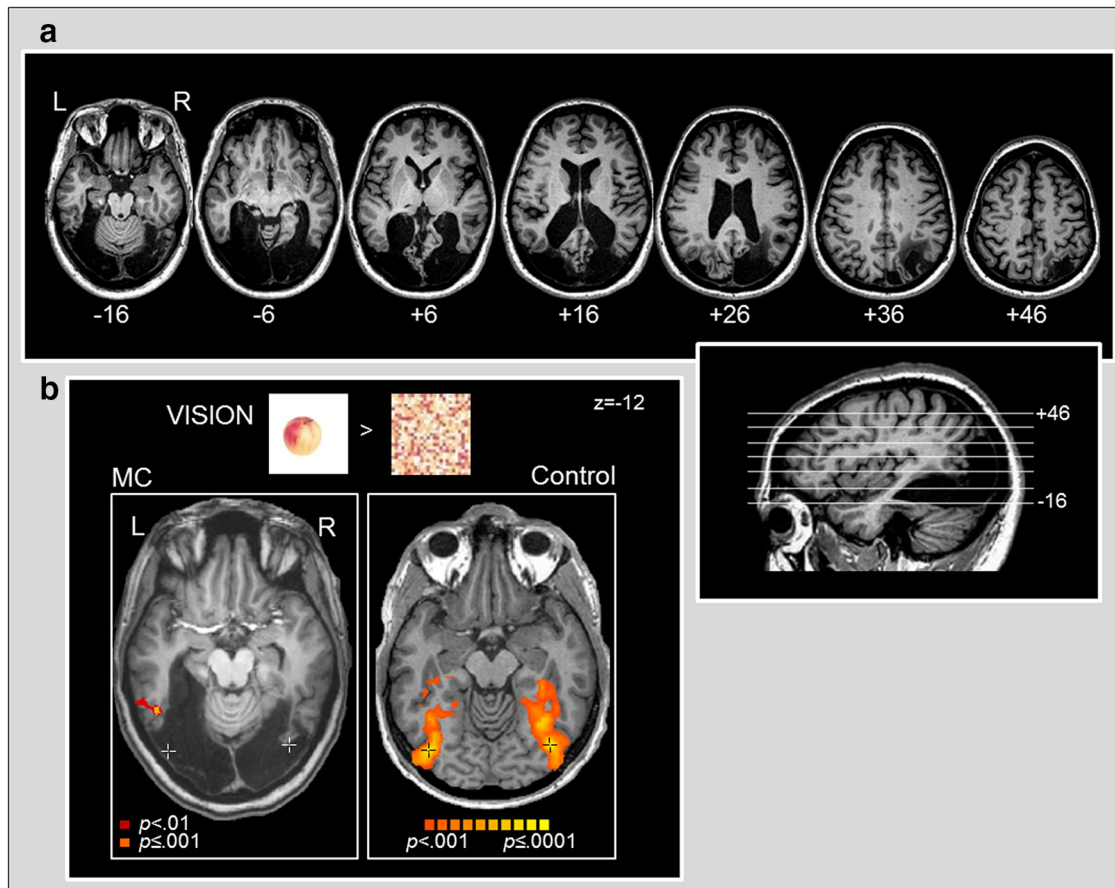 a
L R
-16 -6 +6 +16 +26 +36 +46
+46
-16
b
VISION > z=-12
MC Control
L R
p<.01
p≤.001
p<.001 p≤.0001